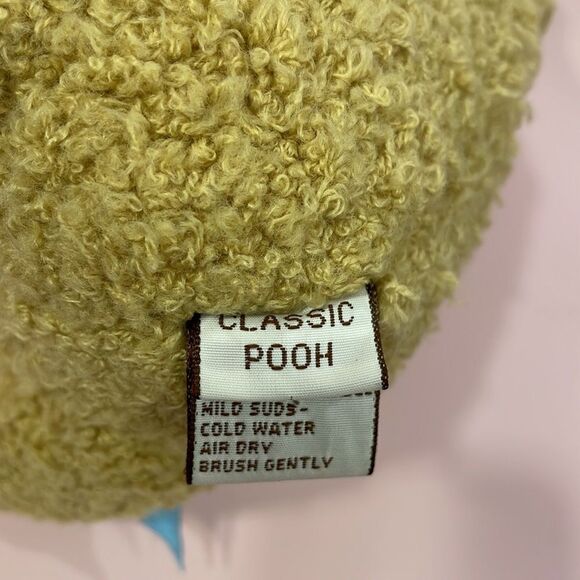 CLASSIC
POOH
MILD SUDS-
COLD WATER
AIR DRY
BRUSH GENTLY